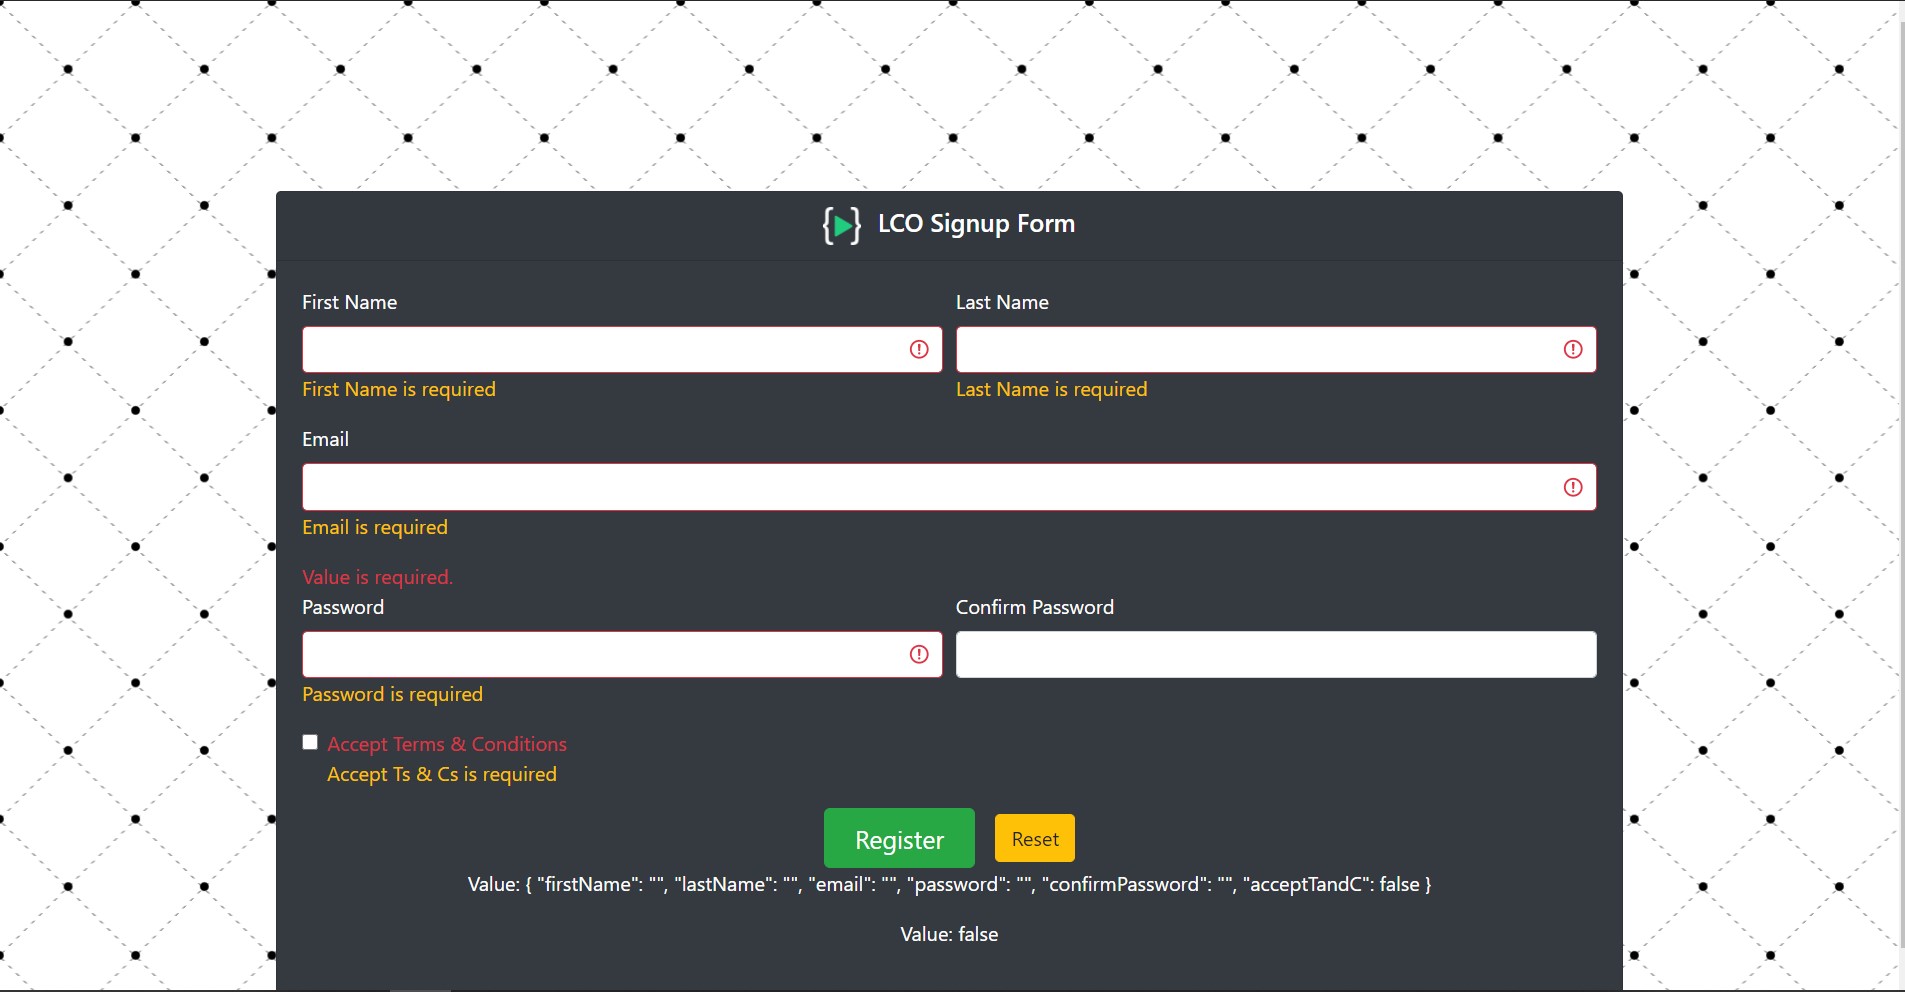 LCO Signup Form
First Name
Last Name
First Name is required
Last Name is required
Email
Email is required
Value is required.
Password
Confirm Password
Password is required
Accept Terms & Conditions
Accept Ts & Cs is required
Register
Reset
Value: { "firstName": "", "lastName": "", "email": "", "password": "", "confirmPassword": "", "acceptTandC": false }
Value: false